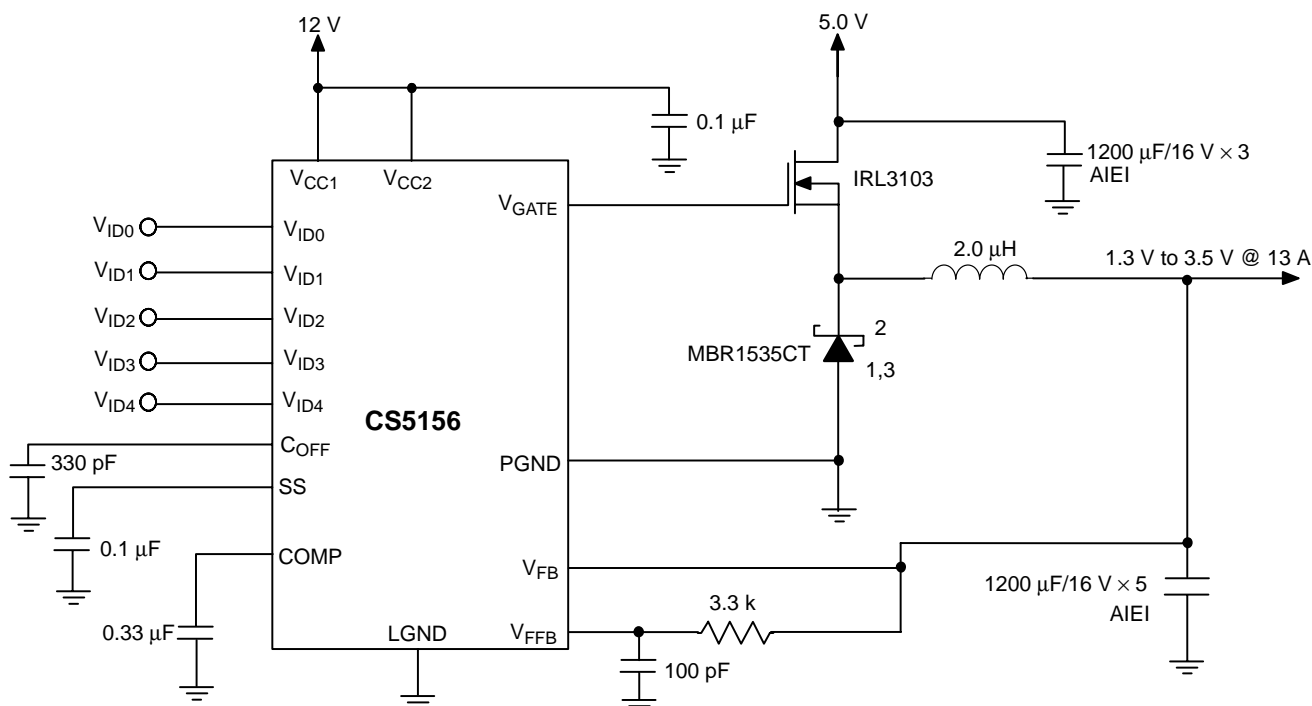 12 V
5.0 V
0.1 μF
1200 μF/16 V × 3
AIEI
IRL3103
VCC1
VCC2
VGATE
VID0
VID0
VID1
VID1
VID2
VID2
VID3
VID3
VID4
VID4
2.0 μH
1.3 V to 3.5 V @ 13 A
MBR1535CT
2
1,3
CS5156
COFF
330 pF
SS
PGND
0.1 μF
COMP
VFB
1200 μF/16 V × 5
AIEI
3.3 k
0.33 μF
LGND
VFFB
100 pF